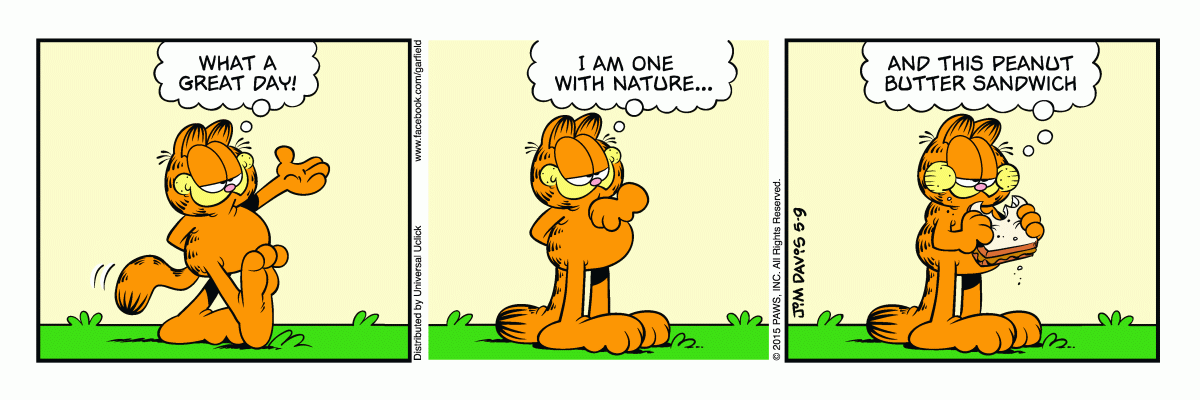 WHAT A
GREAT DAY!
www.facebook.com/garfield
Distributed by Universal Uclick
I AM ONE
WITH NATURE...
© 2015 PAWS, INC. All Rights Reserved.
JIM DAVIS 5-9
AND THIS PEANUT
BUTTER SANDWICH